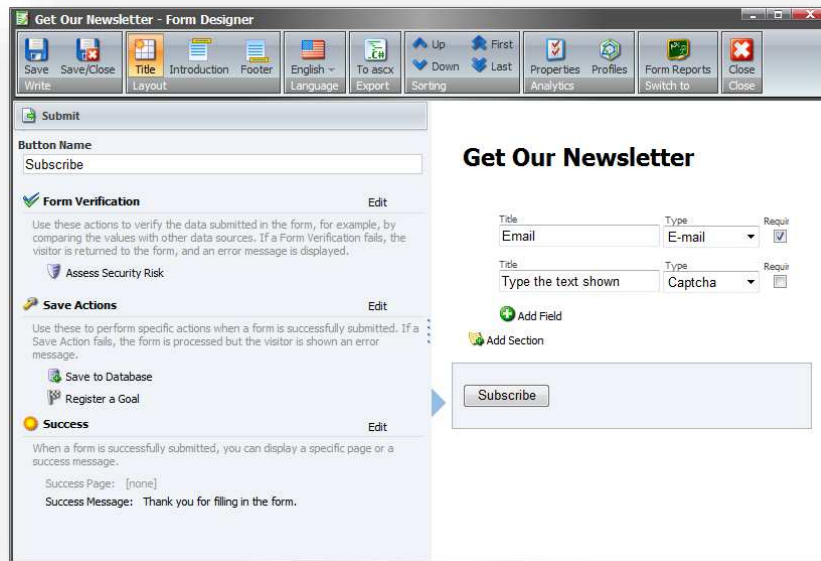 Get Our Newsletter - Form Designer
Save Save/Close Title Introduction Footer English To ascx Up Down First Last Properties Profiles Form Reports Close
Write Layout Language Export Sorting Analytics Switch to Close
Submit
Button Name
Subscribe
Form Verification Edit
Use these actions to verify the data submitted in the form, for example, by
comparing the values with other data sources. If a Form Verification fails, the
visitor is returned to the form, and an error message is displayed.
Assess Security Risk
Save Actions Edit
Use these to perform specific actions when a form is successfully submitted. If a
Save Action fails, the form is processed but the visitor is shown an error
message.
Save to Database
Register a Goal
Success Edit
When a form is successfully submitted, you can display a specific page or a
success message.
Success Page: [none]
Success Message: Thank you for filling in the form.
Get Our Newsletter
Title Type Requir
Email E-mail
Title Type Requir
Type the text shown Captcha
Add Field
Add Section
Subscribe